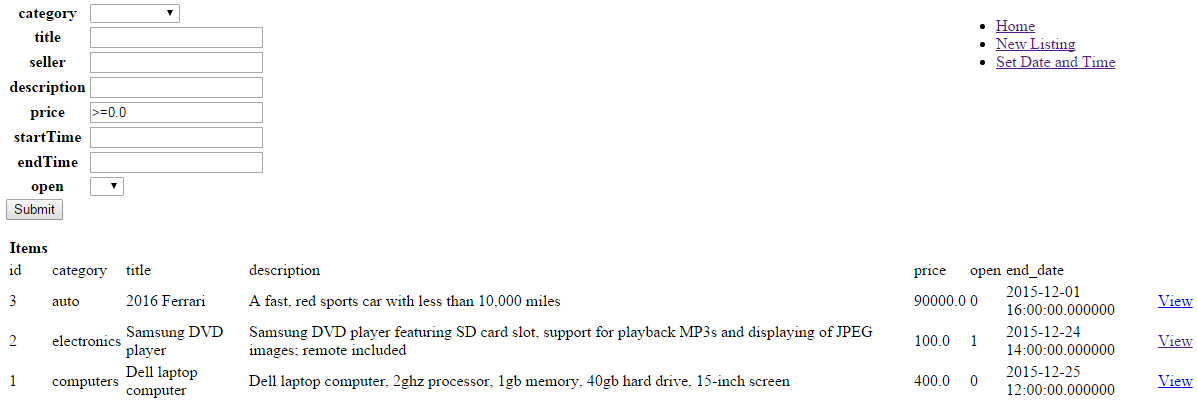 category
title
seller
description
price >=0.0
startTime
endTime
open
Submit
Home
New Listing
Set Date and Time
Items
id category title description price open end_date
3 auto 2016 Ferrari A fast, red sports car with less than 10,000 miles 90000.0 0 2015-12-01
16:00:00.000000 View
2 electronics Samsung DVD
player Samsung DVD player featuring SD card slot, support for playback MP3s and displaying of JPEG
images; remote included 100.0 1 2015-12-24
14:00:00.000000 View
1 computers Dell laptop
computer Dell laptop computer, 2ghz processor, 1gb memory, 40gb hard drive, 15-inch screen 400.0 0 2015-12-25
12:00:00.000000 View